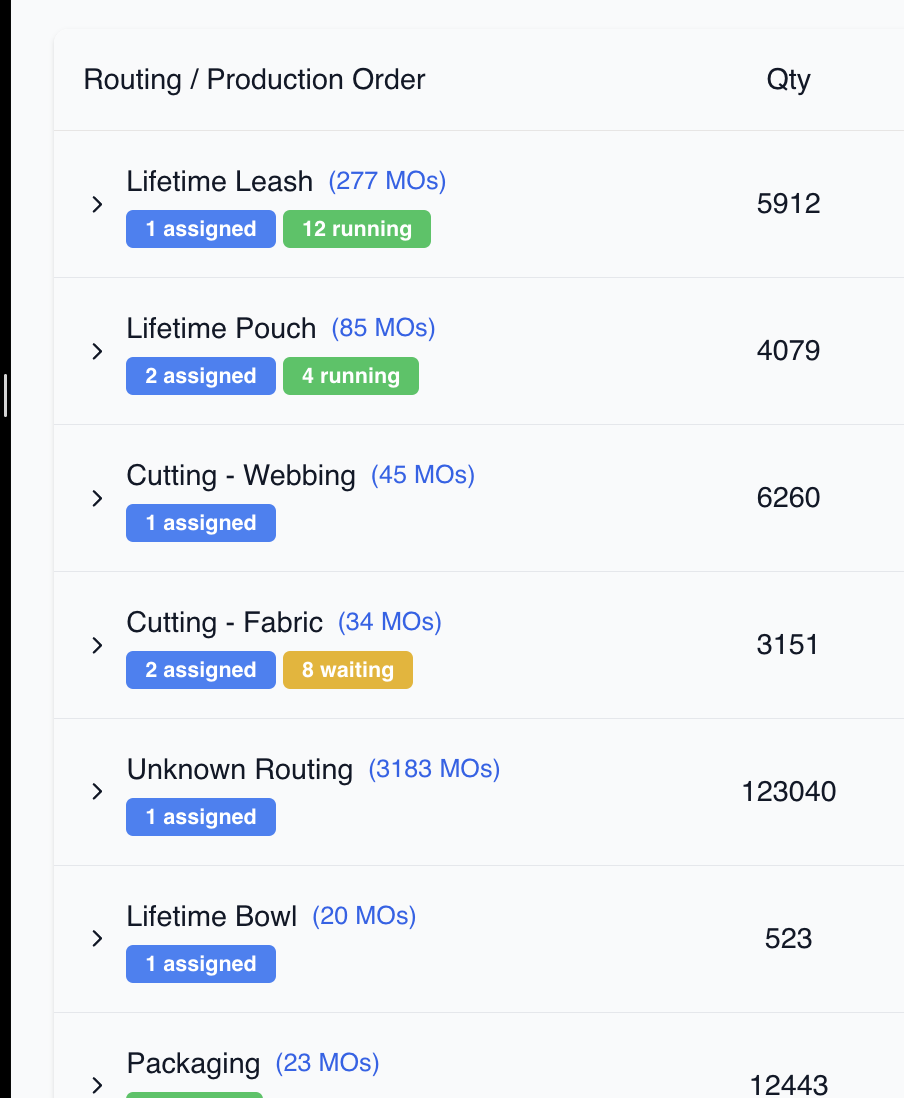 Routing / Production Order Qty
Lifetime Leash (277 MOs)
1 assigned 12 running
5912
Lifetime Pouch (85 MOs)
2 assigned 4 running
4079
Cutting - Webbing (45 MOs)
1 assigned
6260
Cutting - Fabric (34 MOs)
2 assigned 8 waiting
3151
Unknown Routing (3183 MOs)
1 assigned
123040
Lifetime Bowl (20 MOs)
1 assigned
523
Packaging (23 MOs)
12443